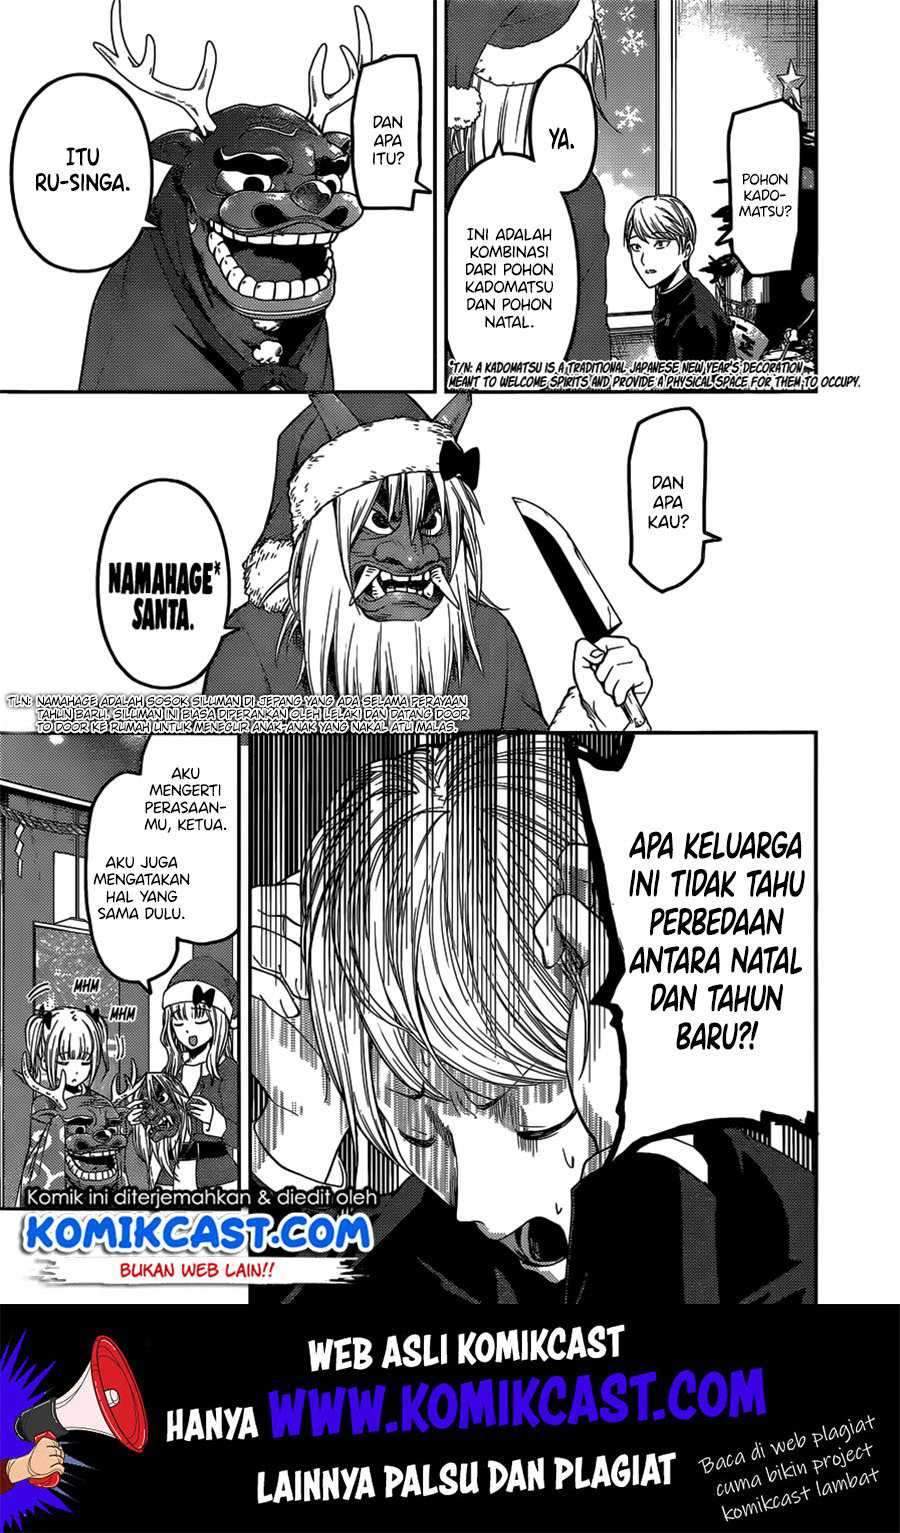 POHON
KADO-
MATSU?
YA.
INI ADALAH
KOMBINASI
DARI POHON
KADOMATSU
DAN POHON
NATAL.
*T/N: A KADOMATSU IS A TRADITIONAL JAPANESE NEW YEAR'S DECORATION
MEANT TO WELCOME SPIRITS AND PROVIDE A PHYSICAL SPACE FOR THEM TO OCCUPY.
DAN
APA
ITU?
ITU
RU-SINGA.
DAN
APA
KAU?
NAMAHAGE*
SANTA.
TLN: NAMAHAGE ADALAH SOSOK SILUMAN DI JEPANG YANG ADA SELAMA PERAYAAN
TAHUN BARU. SILUMAN INI BIASA DIPERANKAN OLEH LELAKI DAN DATANG DOOR
TO DOOR KE RUMAH UNTUK MENEGUR ANAK-ANAK YANG NAKAL ATU MALAS.
APA KELUARGA
INI TIDAK TAHU
PERBEDAAN
ANTARA NATAL
DAN TAHUN
BARU?!
AKU
MENGERTI
PERASAAN-
MU, KETUA.
AKU JUGA
MENGATAKAN
HAL YANG
SAMA DULU.
MHM
MHM
Komik ini diterjemahkan & diedit oleh
KOMIKCAST.COM
BUKAN WEB LAIN!!
WEB ASLI KOMIKCAST
HANYA WWW.KOMIKCAST.COM
LAINNYA PALSU DAN PLAGIAT
Baca di web plagiat
cuma bikin project
komikcast lambat